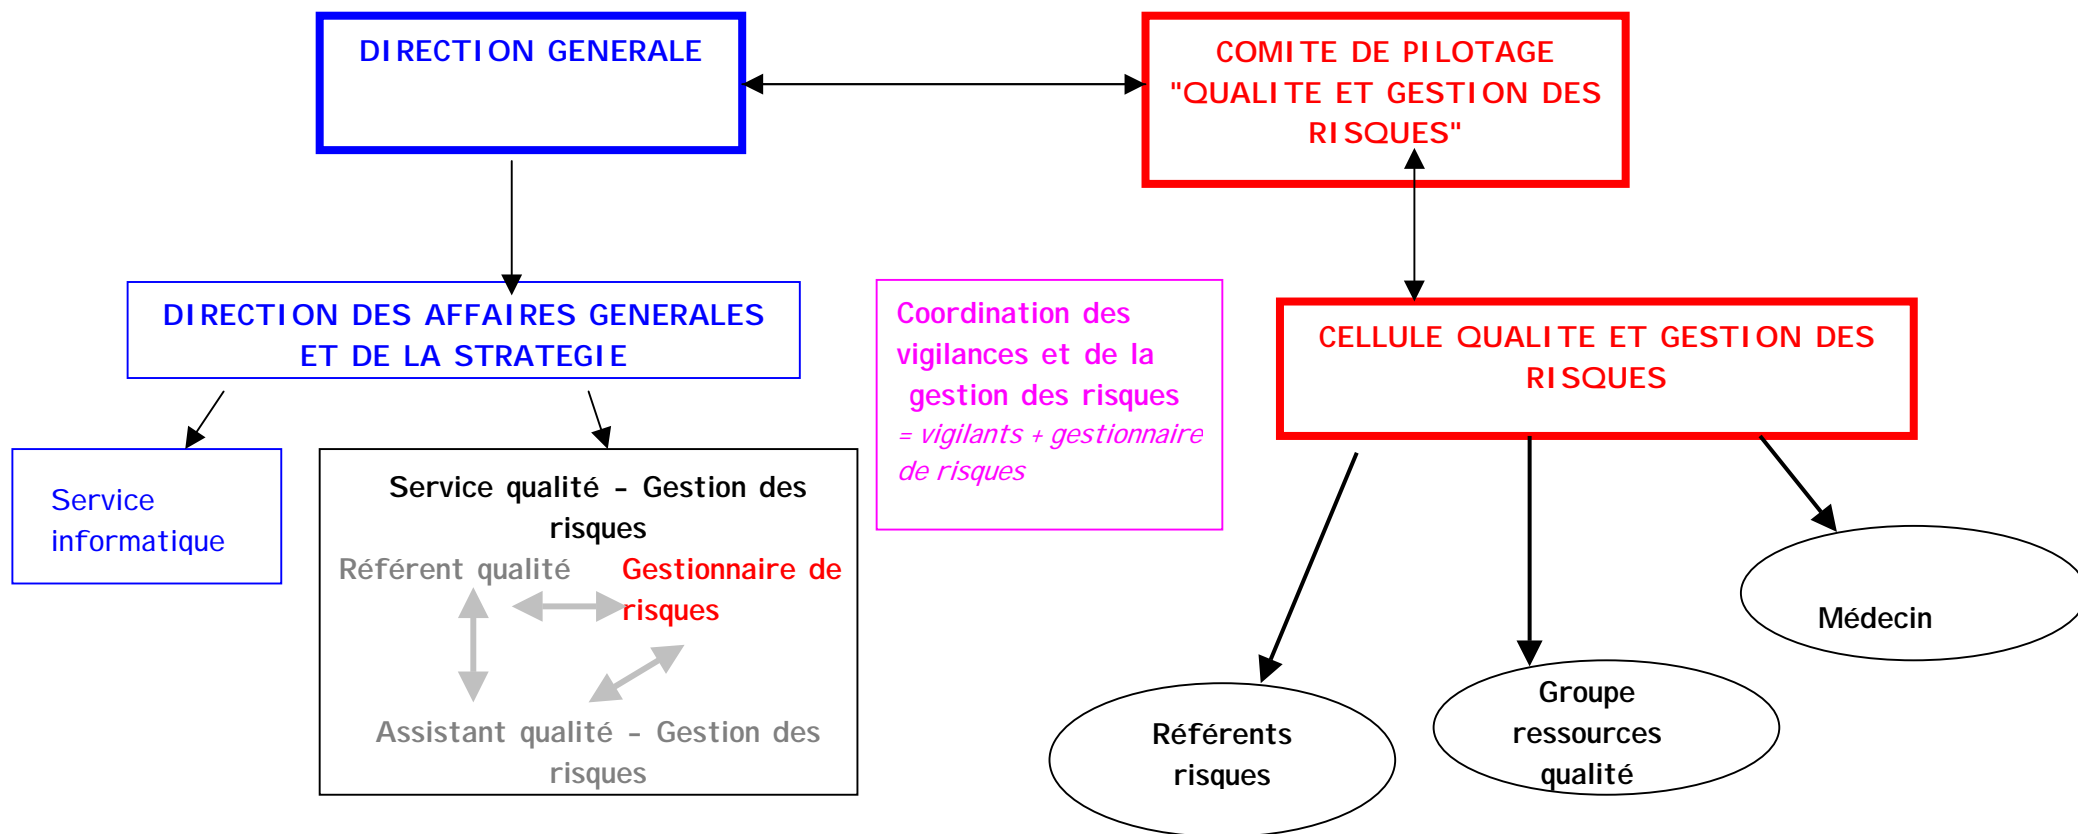 DIRECTION GENERALE
COMITE DE PILOTAGE
"QUALITE ET GESTION DES
RISQUES"
DIRECTION DES AFFAIRES GENERALES
ET DE LA STRATEGIE
Coordination des
vigilances et de la
gestion des risques
= vigilants + gestionnaire
de risques
CELLULE QUALITE ET GESTION DES
RISQUES
Service
informatique
Service qualité - Gestion des
risques
Référent qualité
Gestionnaire de
risques
Assistant qualité - Gestion des
risques
Référents
risques
Groupe
ressources
qualité
Médecin